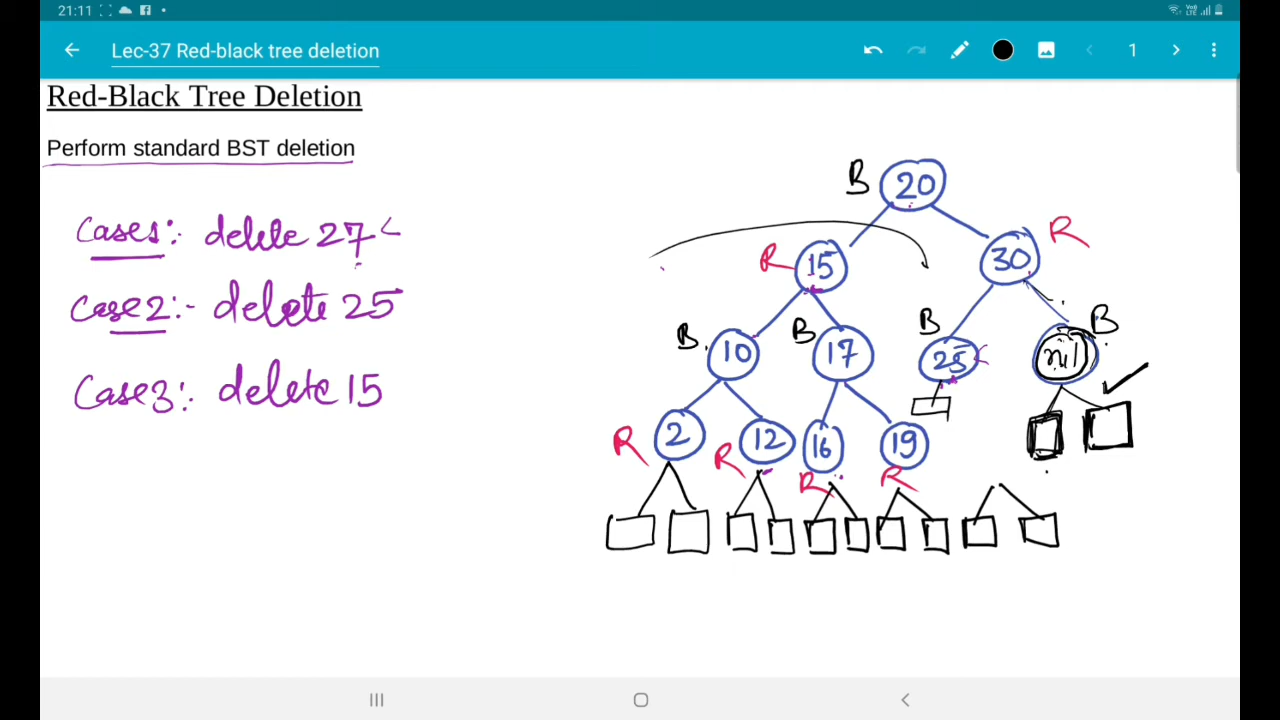 21:11
Lec-37 Red-black tree deletion
1
Red-Black Tree Deletion
Perform standard BST deletion
Cases:- delete 27
Case2:- delete 25
Case3:- delete 15
B 20
R 15 30 R
B 10 B 17 B 25 nil B
R 2 R 12 16 19
R R